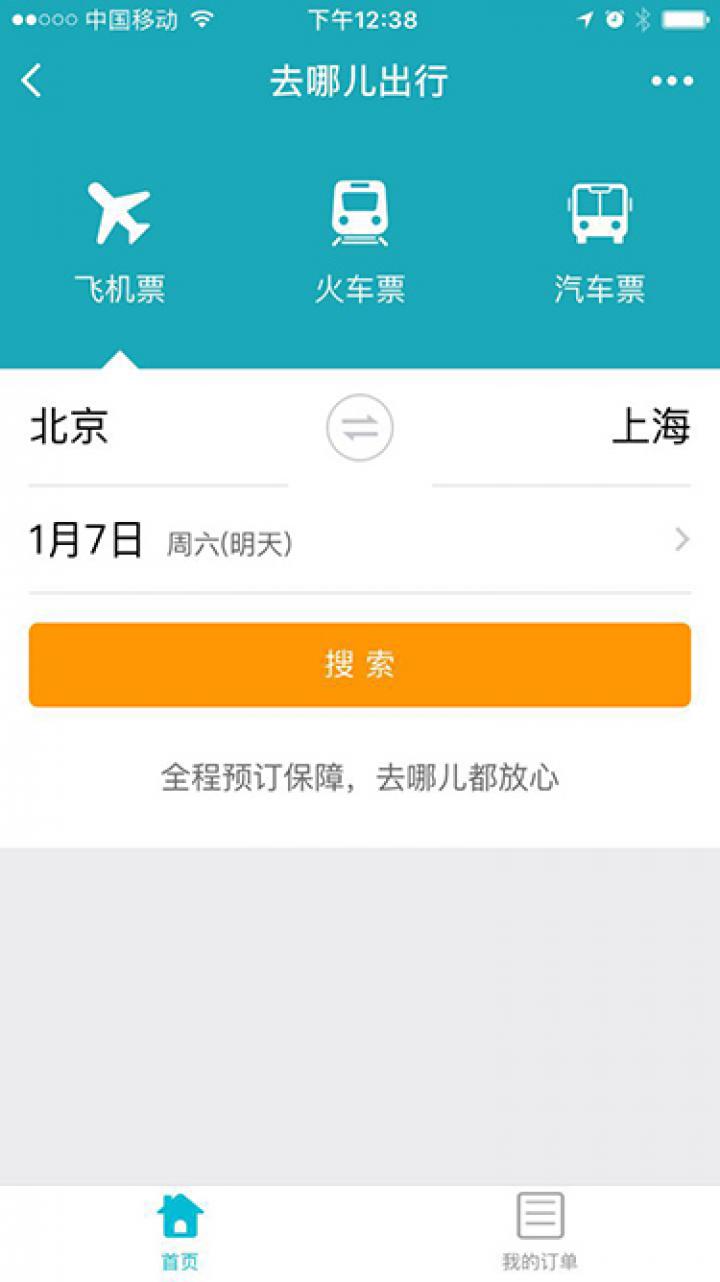 中国移动 下午12:38
去哪儿出行
飞机票 火车票 汽车票
北京 上海
1月7日 周六(明天)
搜索
全程预订保障，去哪儿都放心
首页 我的订单